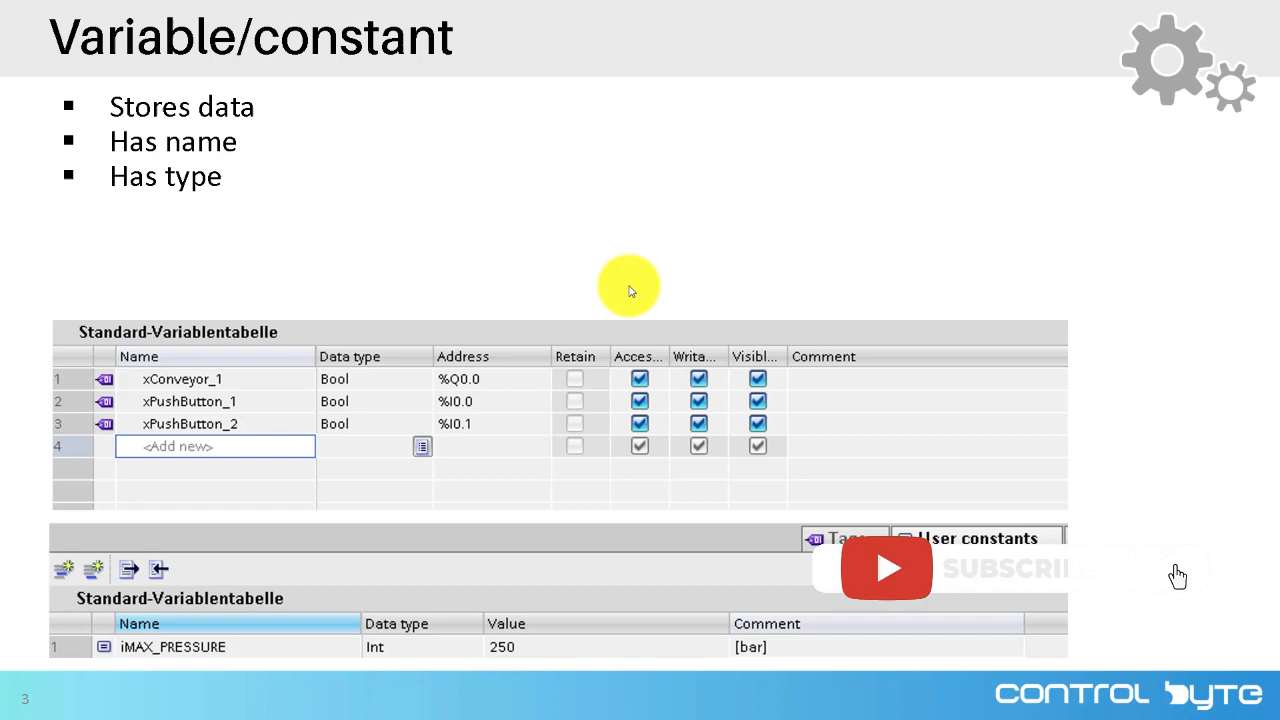 Variable/constant
▪ Stores data
▪ Has name
▪ Has type
Standard-Variablentabelle
Name Data type Address Retain Acces... Writa... Visibl... Comment
1 xConveyor_1 Bool %Q0.0
2 xPushButton_1 Bool %I0.0
3 xPushButton_2 Bool %I0.1
4 <Add new>
User constants
SUBSCRIBE
Standard-Variablentabelle
Name Data type Value Comment
1 iMAX_PRESSURE Int 250 [bar]
3
CONTROL BYTE